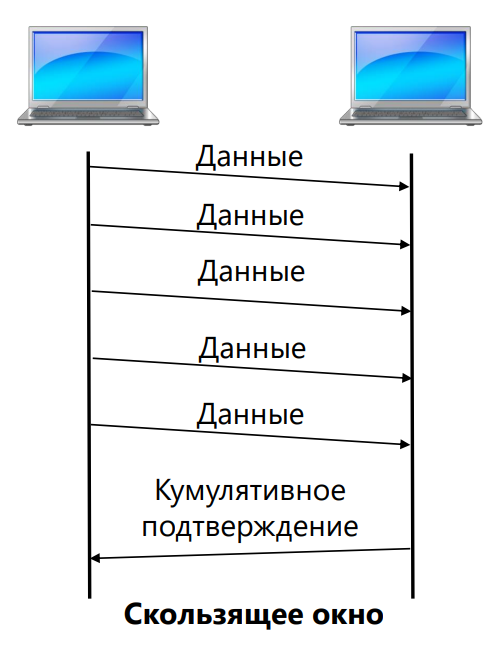 Данные
Данные
Данные
Данные
Данные
Кумулятивное
подтверждение
Скользящее окно